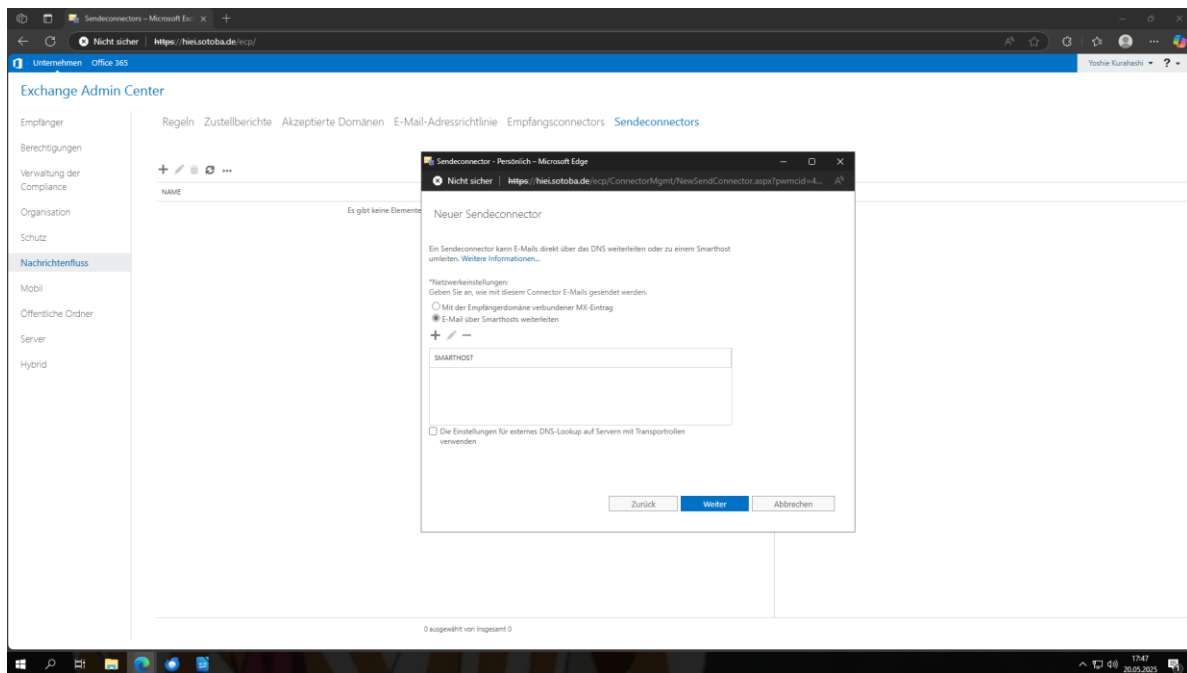 Sendeconnectors – Microsoft Exc
Nicht sicher | https://hiei.sotoba.de/ecp/
Unternehmen Office 365
Yoshie Kurahashi ?
Exchange Admin Center
Empfänger
Berechtigungen
Verwaltung der
Compliance
Organisation
Schutz
Nachrichtenfluss
Mobil
Öffentliche Ordner
Server
Hybrid
Regeln Zustellberichte Akzeptierte Domänen E-Mail-Adressrichtlinie Empfangsconnectors Sendeconnectors
NAME
Es gibt keine Elemente
Sendeconnector - Persönlich – Microsoft Edge
Nicht sicher | https://hiei.sotoba.de/ecp/ConnectorMgmt/NewSendConnector.aspx?pwmcid=4...
Neuer Sendeconnector
Ein Sendeconnector kann E-Mails direkt über das DNS weiterleiten oder zu einem Smarthost
umleiten. Weitere Informationen...
*Netzwerkeinstellungen:
Geben Sie an, wie mit diesem Connector E-Mails gesendet werden.
Mit der Empfängerdomäne verbundener MX-Eintrag
E-Mail über Smarthosts weiterleiten
SMARTHOST
Die Einstellungen für externes DNS-Lookup auf Servern mit Transportrollen
verwenden
Zurück Weiter Abbrechen
0 ausgewählt von insgesamt 0
17:47
20.05.2025